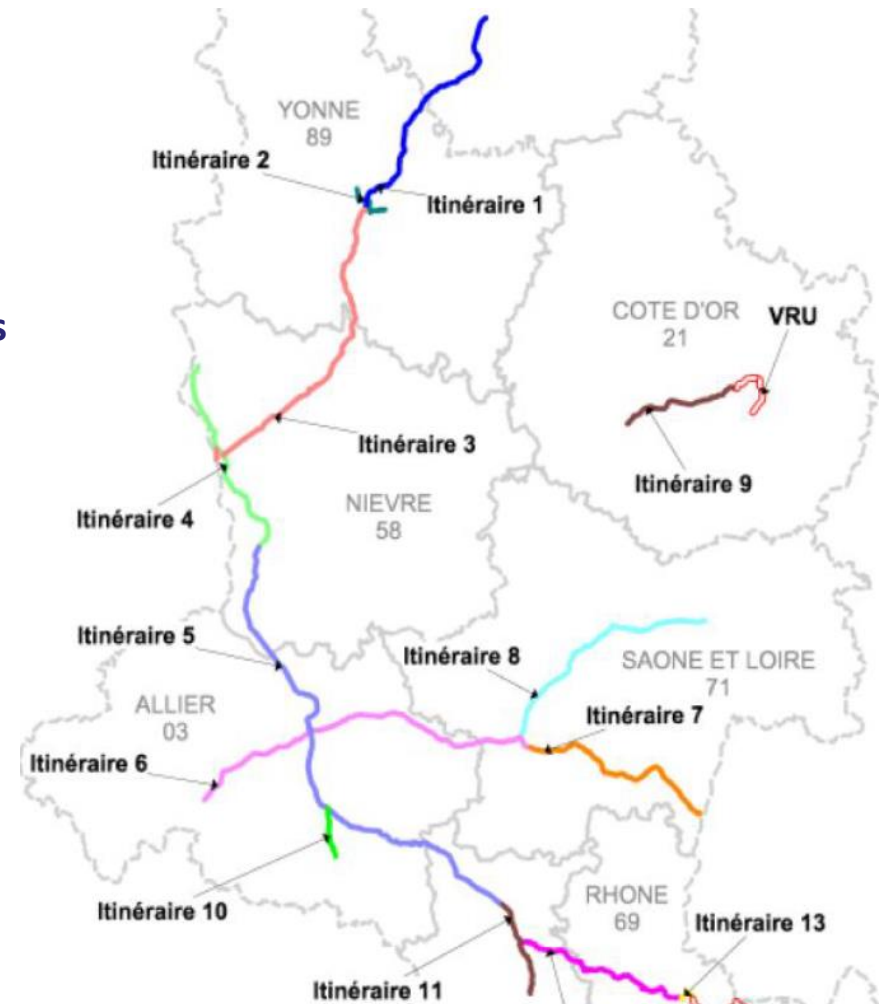 YONNE
89
Itinéraire 2
Itinéraire 1
s
COTE D'OR
21
VRU
Itinéraire 3
Itinéraire 9
Itinéraire 4
NIEVRE
58
Itinéraire 5
Itinéraire 8
SAONE ET LOIRE
71
ALLIER
03
Itinéraire 7
Itinéraire 6
RHONE
69
Itinéraire 10
Itinéraire 13
Itinéraire 11